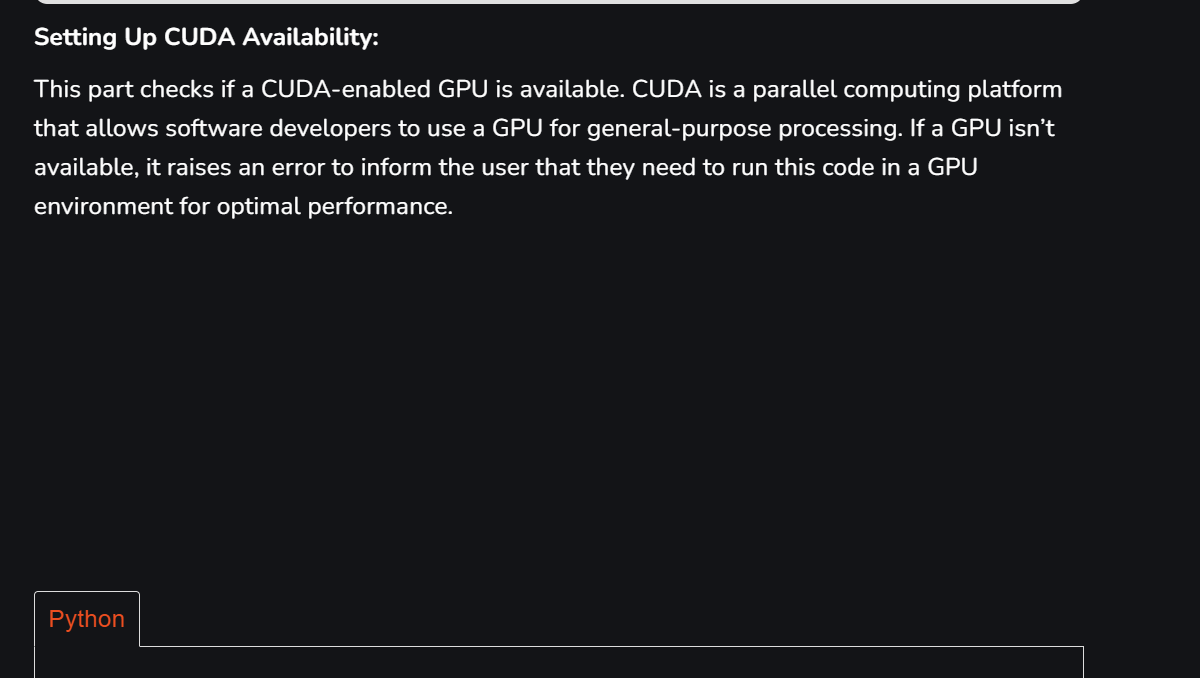 Setting Up CUDA Availability:
This part checks if a CUDA-enabled GPU is available. CUDA is a parallel computing platform
that allows software developers to use a GPU for general-purpose processing. If a GPU isn’t
available, it raises an error to inform the user that they need to run this code in a GPU
environment for optimal performance.
Python